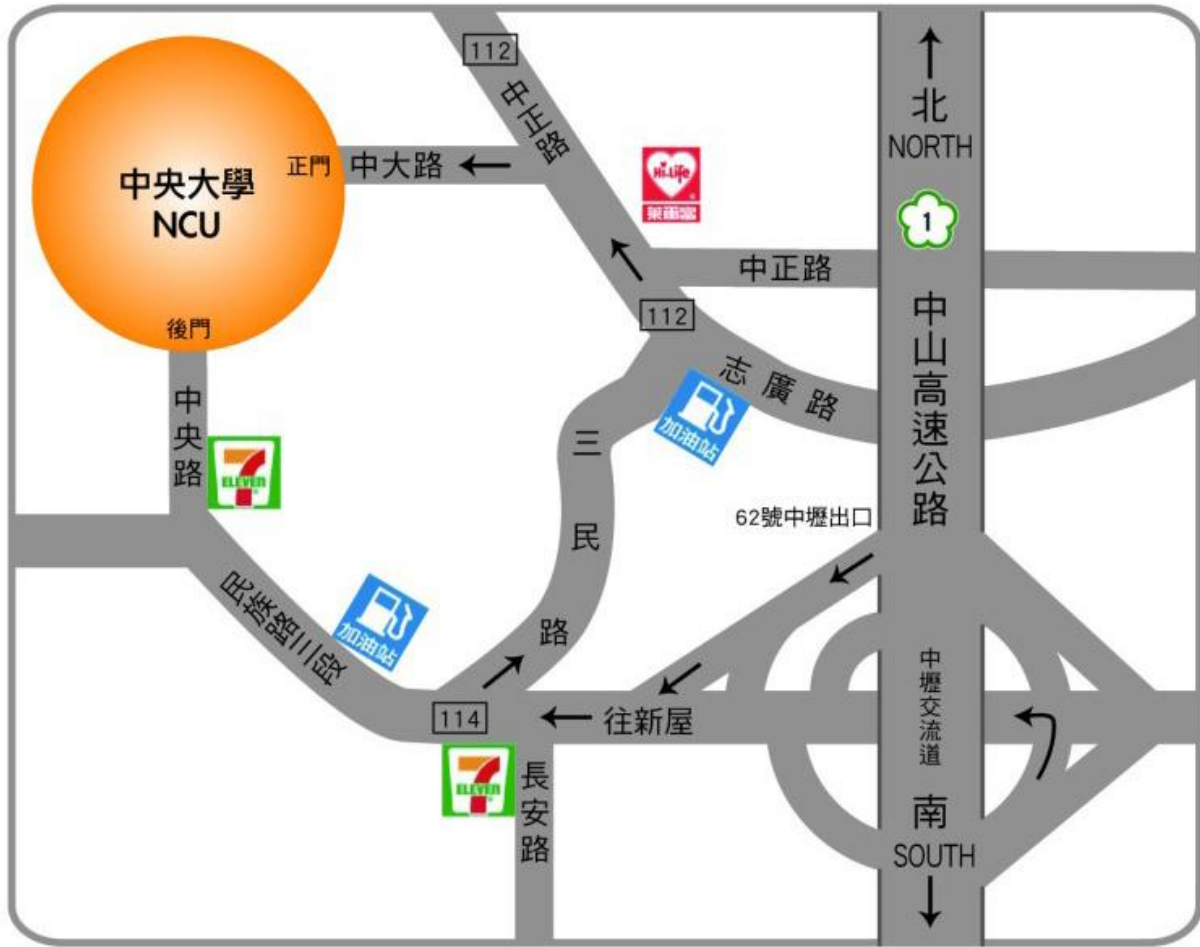 112
中正路
北
NORTH
正門
中大路
中央大學
NCU
Hi-Life
萊爾富
1
中正路
112
後門
中山高速公路
志廣路
加油站
中央路
7
ELEVEN
三民路
62號中壢出口
民族路三段
加油站
中壢交流道
114
往新屋
7
ELEVEN
長安路
南
SOUTH